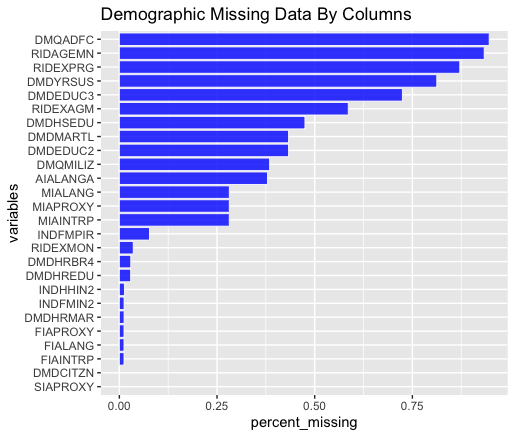 Demographic Missing Data By Columns
variables
DMQADFC
RIDAGEMN
RIDEXPRG
DMDYRSUS
DMDEDUC3
RIDEXAGM
DMDHSEDU
DMDMARTL
DMDEDUC2
DMQMILIZ
AIALANGA
MIALANG
MIAPROXY
MIAINTRP
INDFMPIR
RIDEXMON
DMDHRBR4
DMDHREDU
INDHHIN2
INDFMIN2
DMDHRMAR
FIAPROXY
FIALANG
FIAINTRP
DMDCITZN
SIAPROXY
0.00 0.25 0.50 0.75
percent_missing